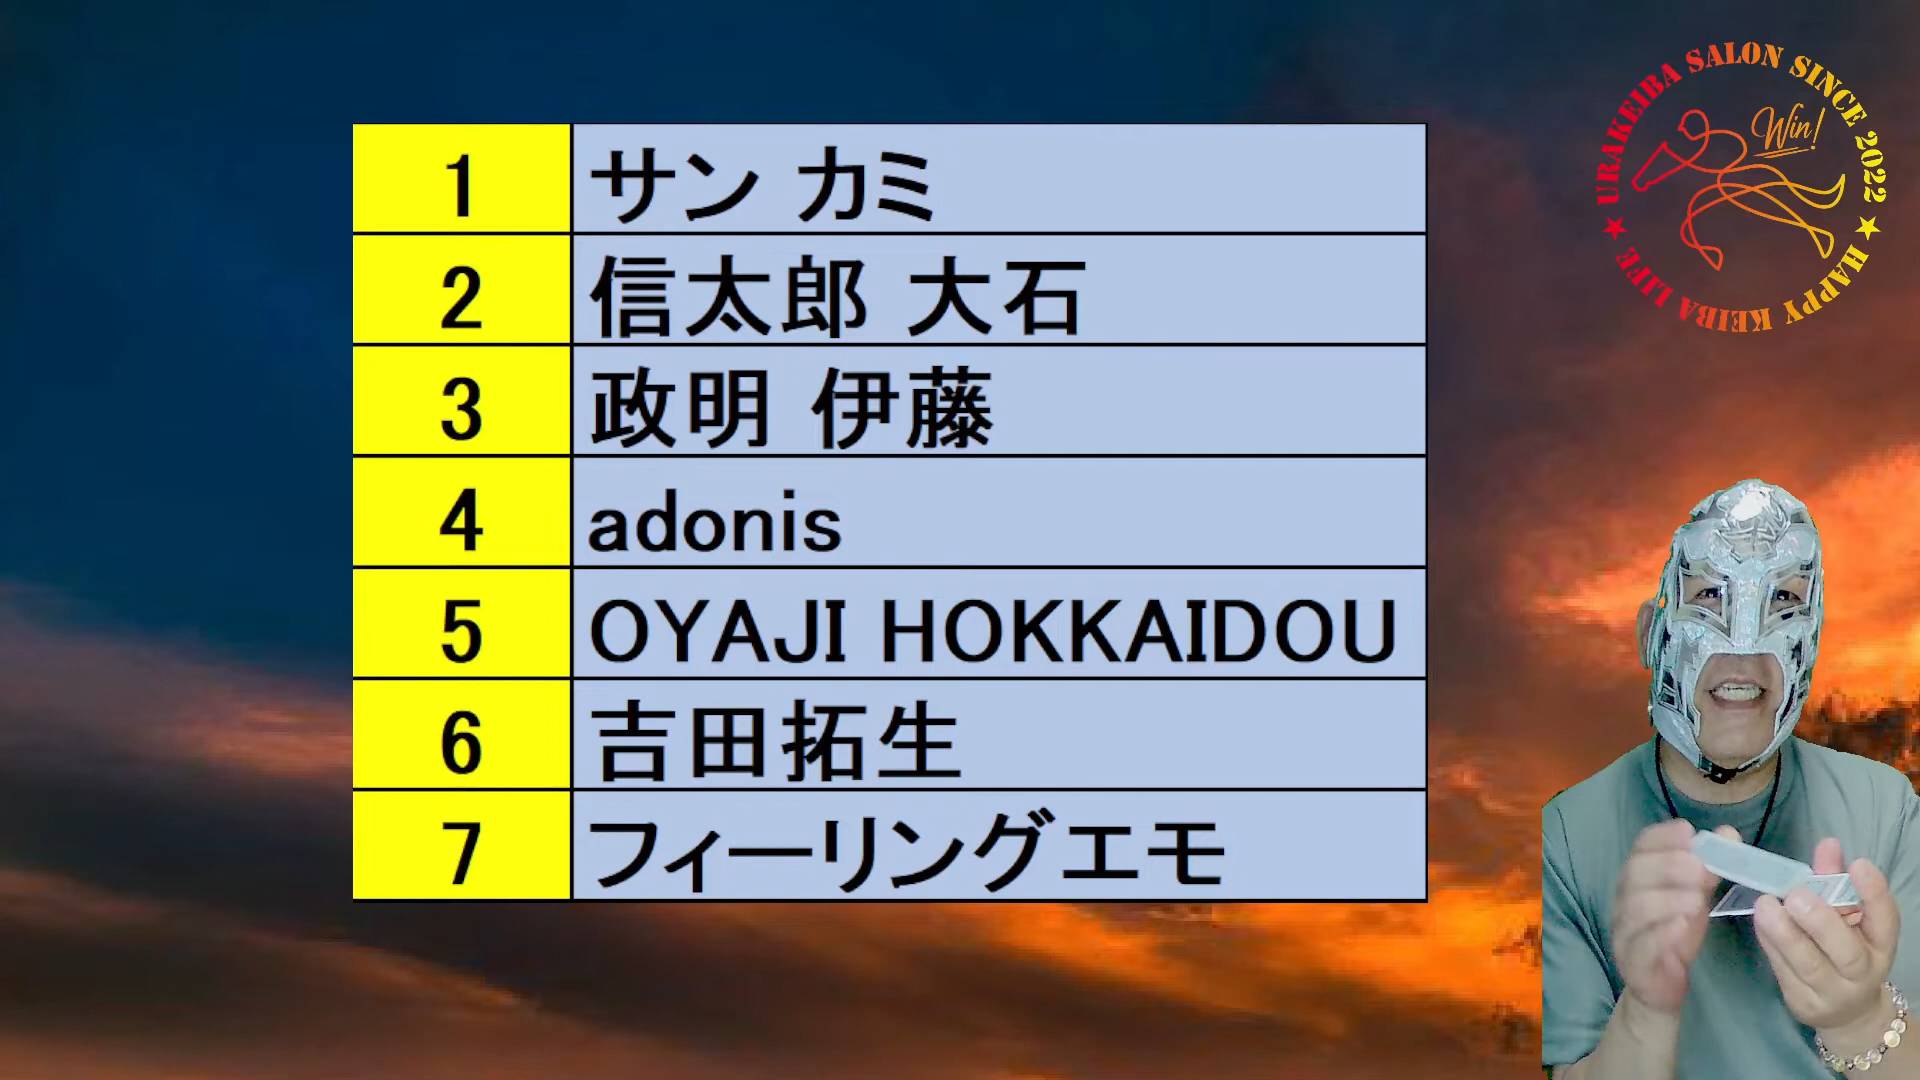 1 サン カミ
2 信太郎 大石
3 政明 伊藤
4 adonis
5 OYAJI HOKKAIDOU
6 吉田拓生
7 フィーリングエモ
URAKEIBA SALON SINCE 2022 ★ HAPPY KEIBA LIFE ★
Win!